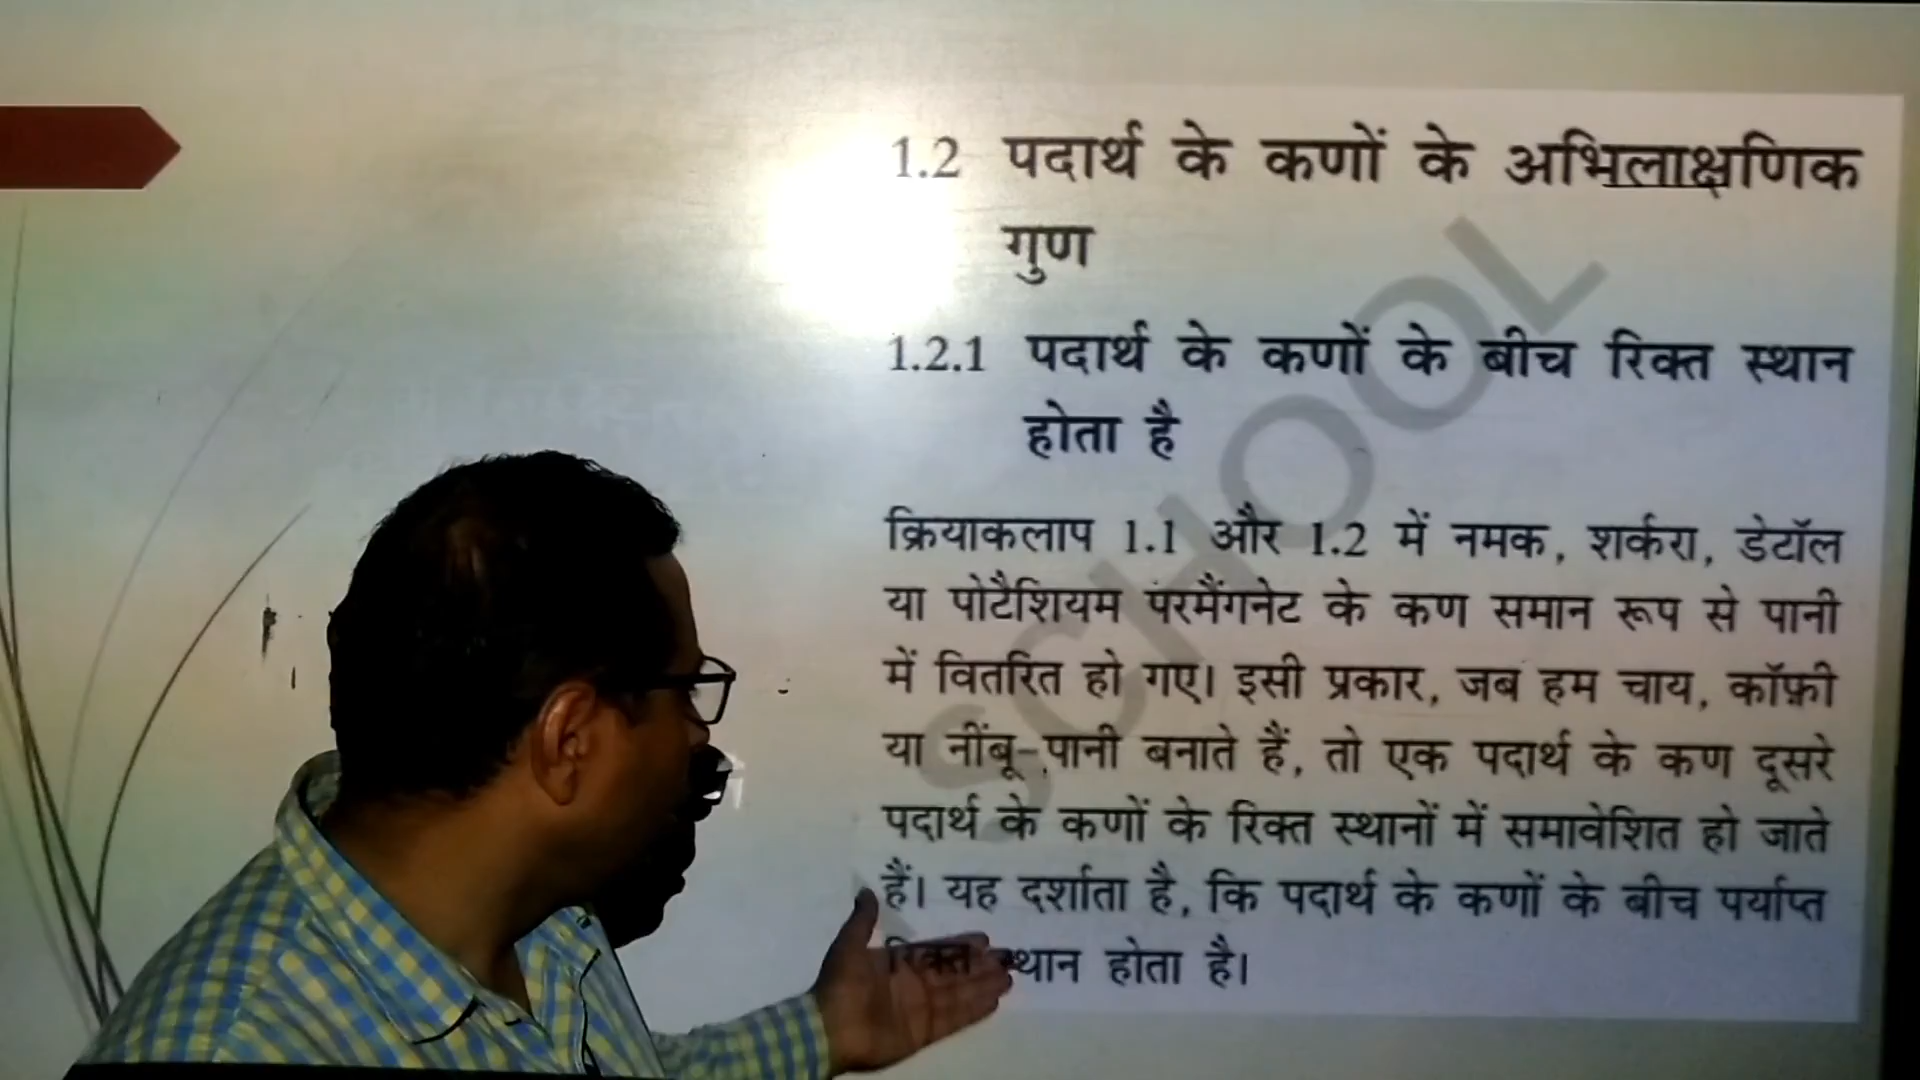 1.2 पदार्थ के कणों के अभिलाक्षणिक
गुण
1.2.1 पदार्थ के कणों के बीच रिक्त स्थान
होता है
क्रियाकलाप 1.1 और 1.2 में नमक, शर्करा, डेटॉल
या पोटैशियम परमैंगनेट के कण समान रूप से पानी
में वितरित हो गए। इसी प्रकार, जब हम चाय, कॉफ़ी
या नींबू-पानी बनाते हैं, तो एक पदार्थ के कण दूसरे
पदार्थ के कणों के रिक्त स्थानों में समावेशित हो जाते
हैं। यह दर्शाता है, कि पदार्थ के कणों के बीच पर्याप्त
रिक्त स्थान होता है।
SCHOOL